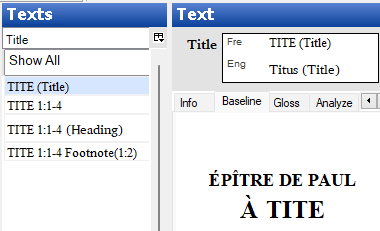 Texts
Title
Show All
TITE (Title)
TITE 1:1-4
TITE 1:1-4 (Heading)
TITE 1:1-4 Footnote(1:2)
Text
Title
Fre TITE (Title)
Eng Titus (Title)
Info Baseline Gloss Analyze
ÉPÎTRE DE PAUL
À TITE